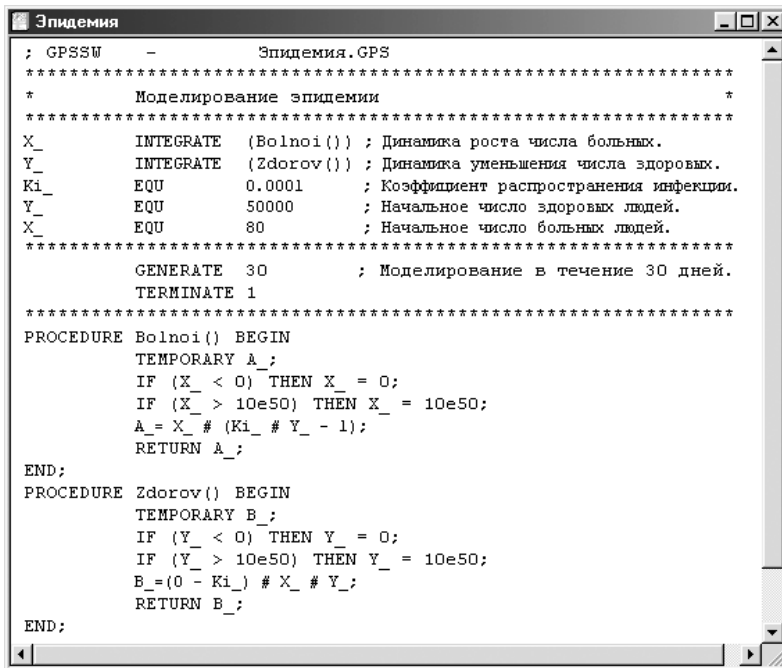 Эпидемия
; GPSSW - Эпидемия.GPS
****************************************************************
* Моделирование эпидемии *
****************************************************************
X_ INTEGRATE (Bolnoi()) ; Динамика роста числа больных.
Y_ INTEGRATE (Zdorov()) ; Динамика уменьшения числа здоровых.
Ki_ EQU 0.0001 ; Коэффициент распространения инфекции.
Y_ EQU 50000 ; Начальное число здоровых людей.
X_ EQU 80 ; Начальное число больных людей.
****************************************************************
GENERATE 30 ; Моделирование в течение 30 дней.
TERMINATE 1
****************************************************************
PROCEDURE Bolnoi() BEGIN
TEMPORARY A_;
IF (X_ < 0) THEN X_ = 0;
IF (X_ > 10e50) THEN X_ = 10e50;
A_= X_ # (Ki_ # Y_ - 1);
RETURN A_;
END;
PROCEDURE Zdorov() BEGIN
TEMPORARY B_;
IF (Y_ < 0) THEN Y_ = 0;
IF (Y_ > 10e50) THEN Y_ = 10e50;
B_=(0 - Ki_) # X_ # Y_;
RETURN B_;
END;